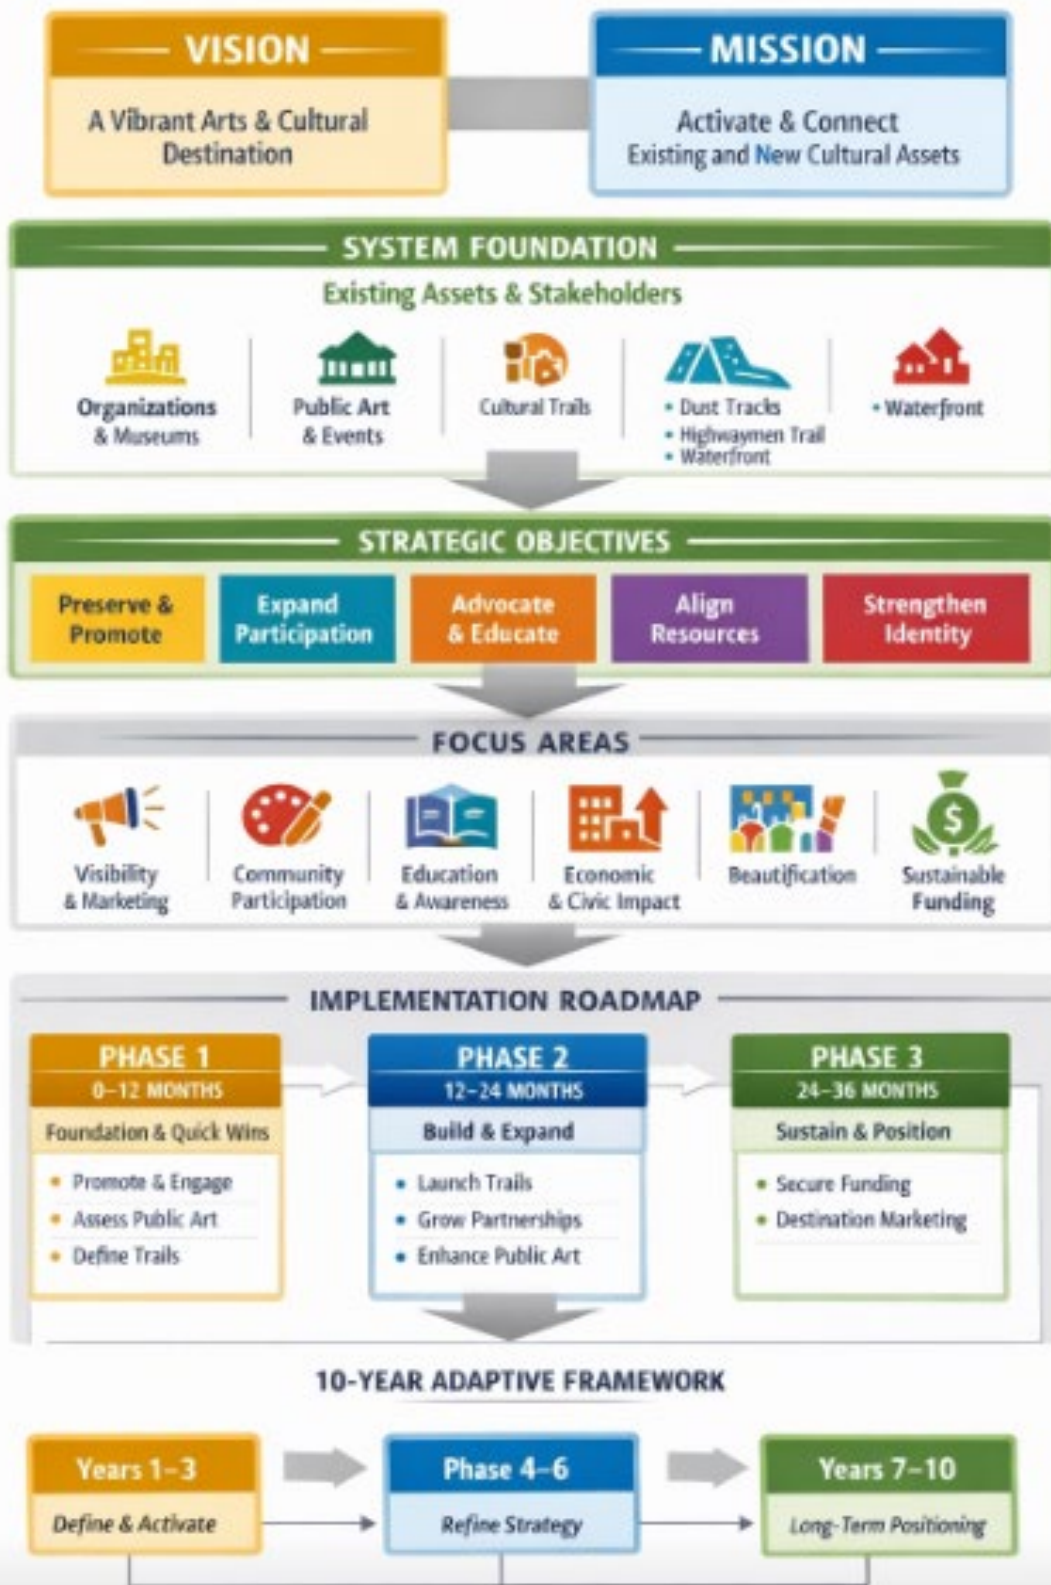 VISION
A Vibrant Arts & Cultural
Destination
MISSION
Activate & Connect
Existing and New Cultural Assets
SYSTEM FOUNDATION
Existing Assets & Stakeholders
Organizations
& Museums
Public Art
& Events
Cultural Trails
• Dust Tracks
• Highwaymen Trail
• Waterfront
• Waterfront
STRATEGIC OBJECTIVES
Preserve &
Promote
Expand
Participation
Advocate
& Educate
Align
Resources
Strengthen
Identity
FOCUS AREAS
Visibility
& Marketing
Community
Participation
Education
& Awareness
Economic
& Civic Impact
Beautification
$
Sustainable
Funding
IMPLEMENTATION ROADMAP
PHASE 1
0–12 MONTHS
Foundation & Quick Wins
• Promote & Engage
• Assess Public Art
• Define Trails
PHASE 2
12–24 MONTHS
Build & Expand
• Launch Trails
• Grow Partnerships
• Enhance Public Art
PHASE 3
24–36 MONTHS
Sustain & Position
• Secure Funding
• Destination Marketing
10-YEAR ADAPTIVE FRAMEWORK
Years 1–3
Define & Activate
Phase 4–6
Refine Strategy
Years 7–10
Long-Term Positioning